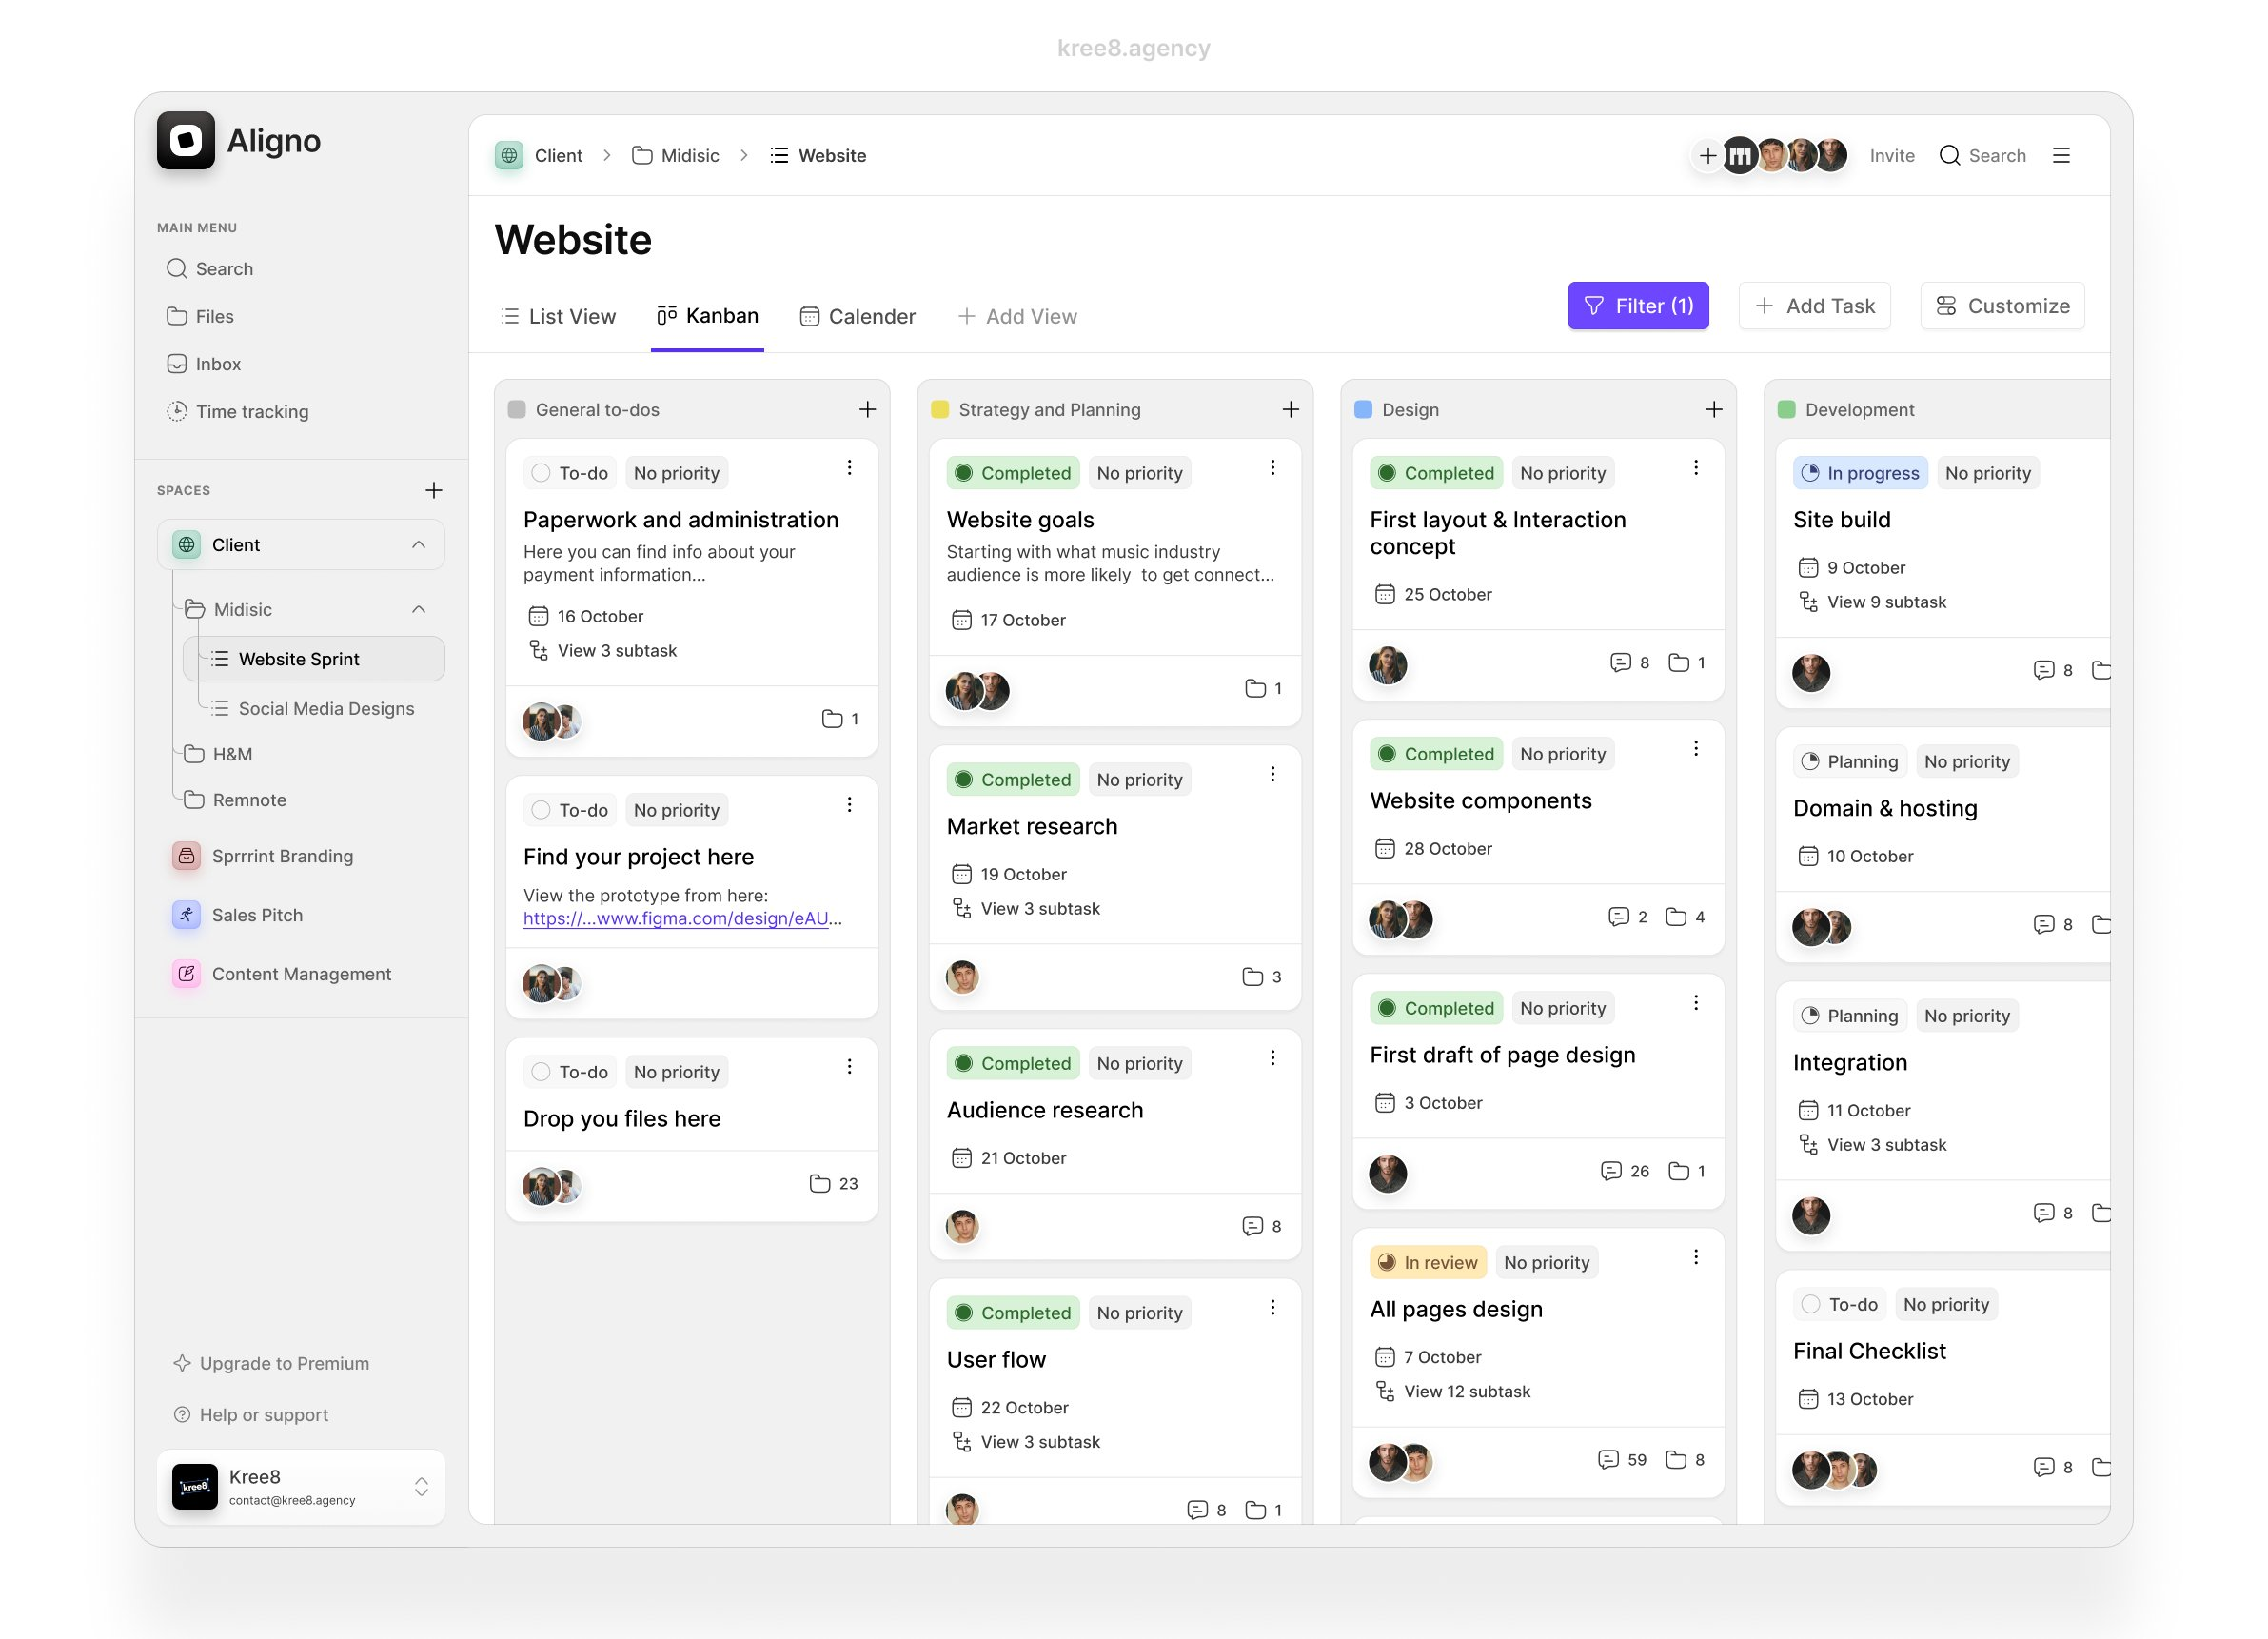 kree8.agency
Aligno
MAIN MENU
Search
Files
Inbox
Time tracking
SPACES
Client
Midisic
Website Sprint
Social Media Designs
H&M
Remnote
Sprrrint Branding
Sales Pitch
Content Management
Upgrade to Premium
Help or support
kree8
Kree8
contact@kree8.agency
Client
Midisic
Website
Invite
Search
Website
List View
Kanban
Calender
Add View
Filter (1)
Add Task
Customize
General to-dos
To-do
No priority
Paperwork and administration
Here you can find info about your
payment information...
16 October
View 3 subtask
1
To-do
No priority
Find your project here
View the prototype from here:
https://...www.figma.com/design/eAU...
To-do
No priority
Drop you files here
23
Strategy and Planning
Completed
No priority
Website goals
Starting with what music industry
audience is more likely  to get connect...
17 October
1
Completed
No priority
Market research
19 October
View 3 subtask
3
Completed
No priority
Audience research
21 October
8
Completed
No priority
User flow
22 October
View 3 subtask
8
1
Design
Completed
No priority
First layout & Interaction
concept
25 October
8
1
Completed
No priority
Website components
28 October
2
4
Completed
No priority
First draft of page design
3 October
26
1
In review
No priority
All pages design
7 October
View 12 subtask
59
8
Development
In progress
No priority
Site build
9 October
View 9 subtask
8
Planning
No priority
Domain & hosting
10 October
8
Planning
No priority
Integration
11 October
View 3 subtask
8
To-do
No priority
Final Checklist
13 October
8